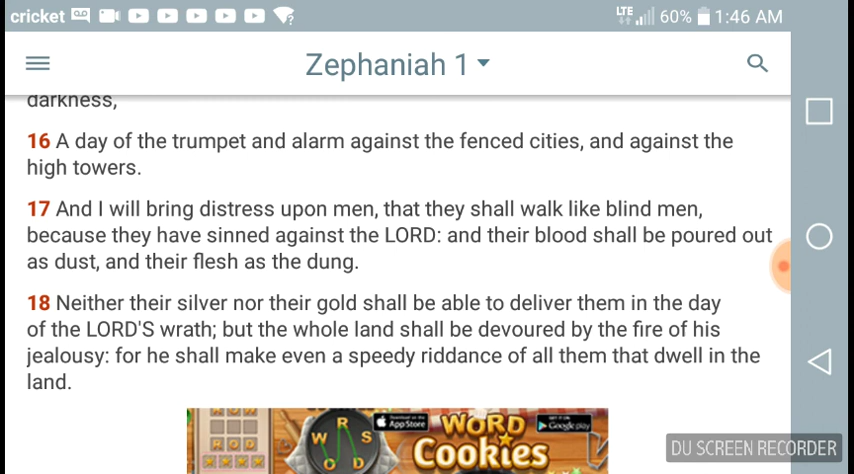 cricket
LTE 60% 1:46 AM
Zephaniah 1
darkness,
16 A day of the trumpet and alarm against the fenced cities, and against the
high towers.
17 And I will bring distress upon men, that they shall walk like blind men,
because they have sinned against the LORD: and their blood shall be poured out
as dust, and their flesh as the dung.
18 Neither their silver nor their gold shall be able to deliver them in the day
of the LORD'S wrath; but the whole land shall be devoured by the fire of his
jealousy: for he shall make even a speedy riddance of all them that dwell in the
land.
R O D
W R S O D
App Store
WORD
Google play
Cookies
DU SCREEN RECORDER